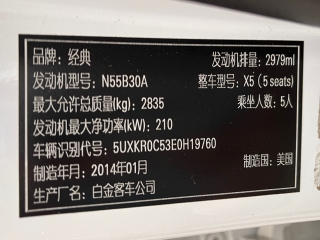 品牌：经典 发动机排量：2979ml
发动机型号：N55B30A 整车型号：X5（5 seats）
最大允许总质量(kg)：2835 乘坐人数：5人
发动机最大净功率(kW)：210
车辆识别代号：5UXKR0C53E0H19760
制造年月：2014年01月 制造国：美国
生产厂名：白金客车公司